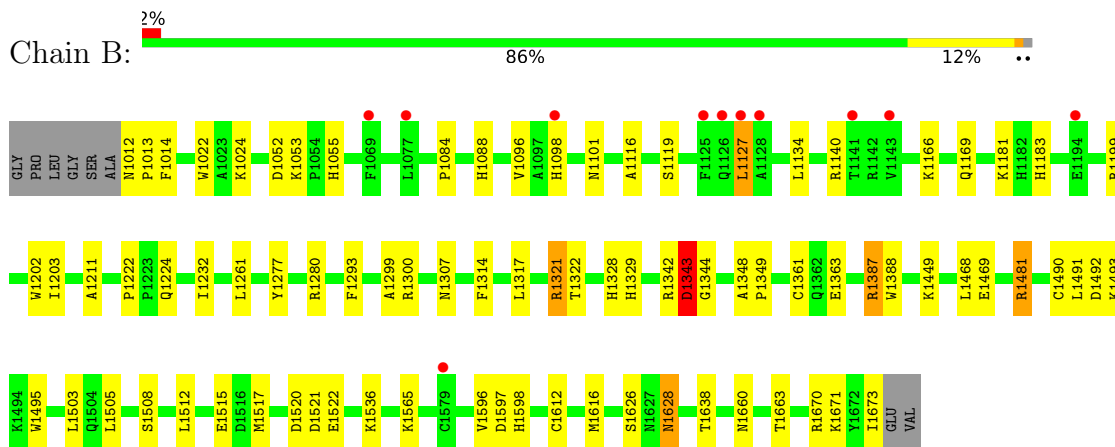 2%
Chain B:
86% 12% ••
GLY PRO LEU GLY SER ALA N1012 P1013 F1014 W1022 A1023 K1024 D1052 K1053 P1054 H1055 F1069 L1077 P1084 H1088 V1096 A1097 H1098 N1101 A1116 S1119 F1125 Q1126 L1127 A1128 L1134 R1140 T1141 R1142 V1143 K1166 Q1169 K1181 H1182 H1183 E1194 R1199
W1202 I1203 A1211 P1222 P1223 Q1224 I1232 L1261 Y1277 R1280 F1293 A1299 R1300 N1307 F1314 L1317 R1321 T1322 H1328 H1329 R1342 D1343 G1344 A1348 P1349 C1361 Q1362 E1363 R1387 W1388 K1449 L1468 E1469 R1481 C1490 L1491 D1492 K1493
K1494 W1495 L1503 Q1504 L1505 S1508 L1512 E1515 D1516 M1517 D1520 D1521 E1522 K1536 K1565 C1579 V1596 D1597 H1598 C1612 M1616 S1626 N1627 N1628 T1638 N1660 T1663 R1670 K1671 Y1672 I1673 GLU VAL